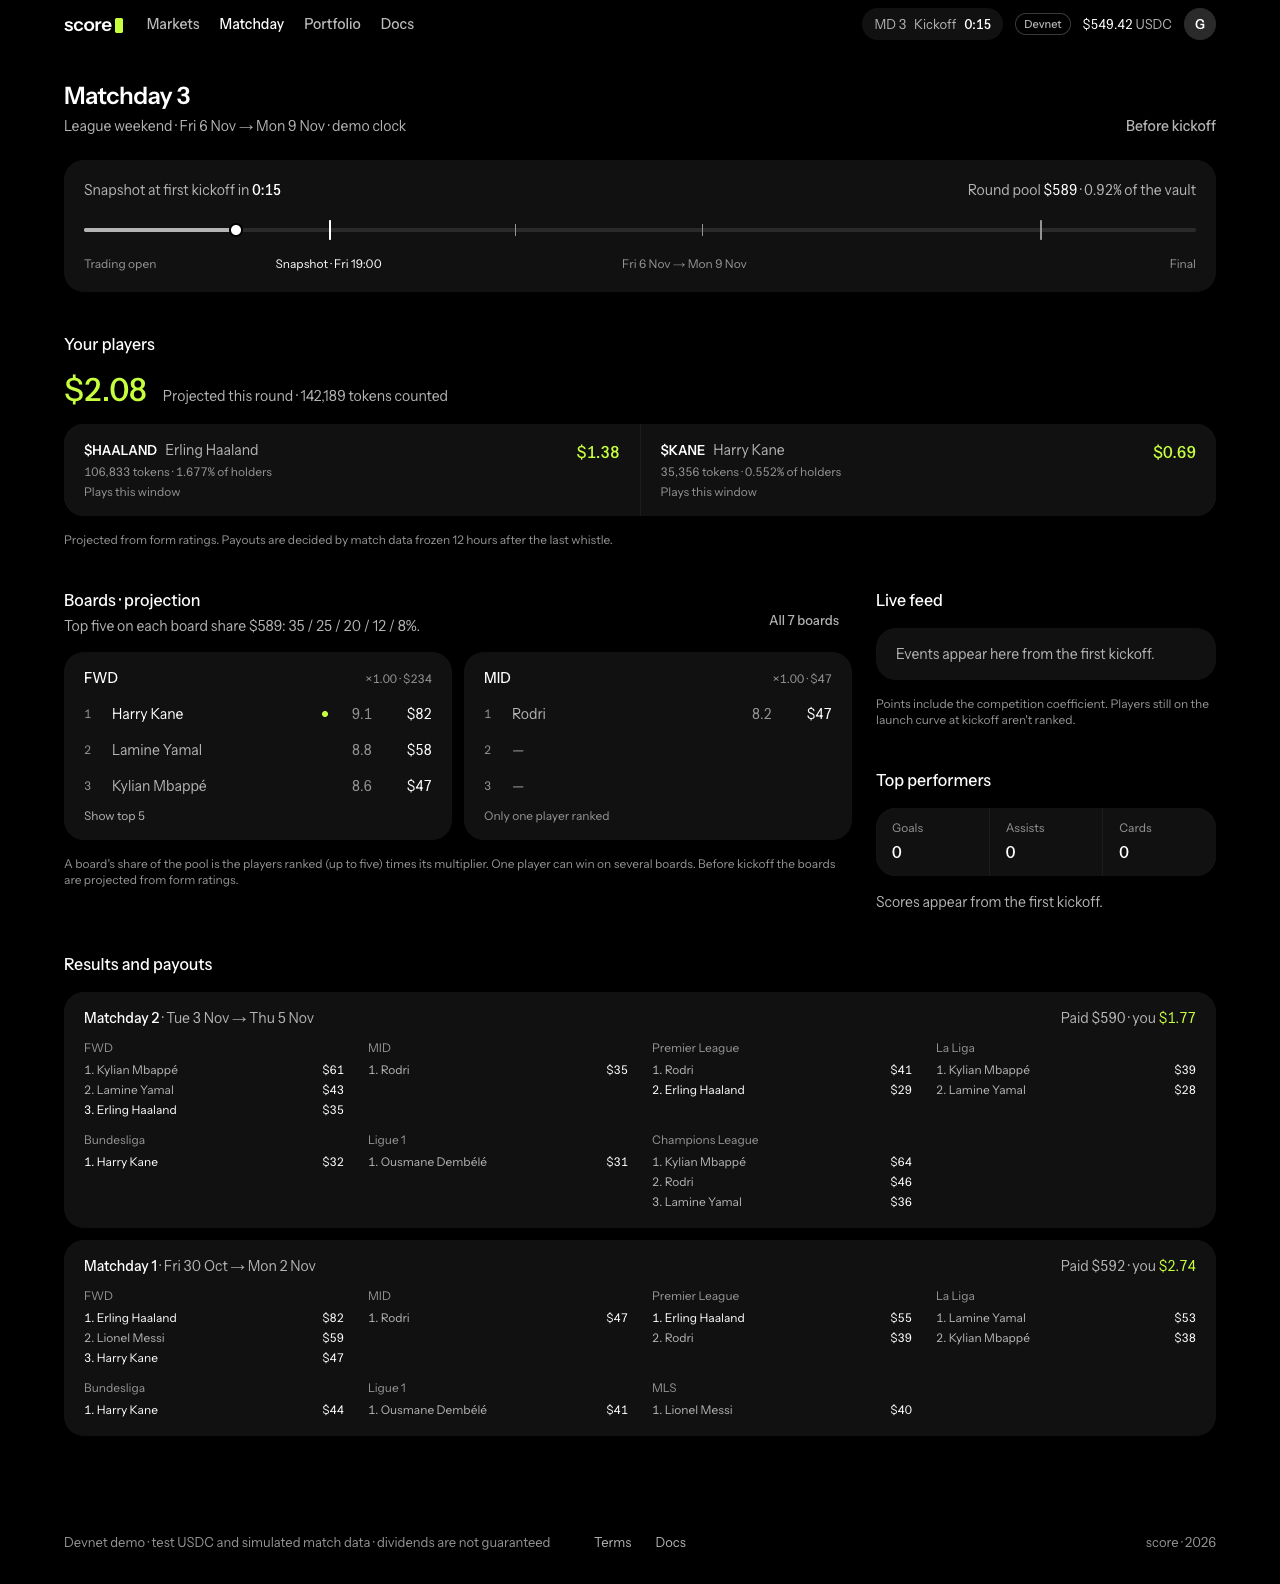 score
Markets Matchday Portfolio Docs
MD 3 Kickoff 0:15
Devnet
$549.42 USDC
G
Matchday 3
League weekend · Fri 6 Nov → Mon 9 Nov · demo clock
Before kickoff
Snapshot at first kickoff in 0:15
Round pool $589 · 0.92% of the vault
Trading open
Snapshot · Fri 19:00
Fri 6 Nov → Mon 9 Nov
Final
Your players
$2.08 Projected this round · 142,189 tokens counted
$HAALAND Erling Haaland $1.38
106,833 tokens · 1.677% of holders
Plays this window
$KANE Harry Kane $0.69
35,356 tokens · 0.552% of holders
Plays this window
Projected from form ratings. Payouts are decided by match data frozen 12 hours after the last whistle.
Boards · projection
Top five on each board share $589: 35 / 25 / 20 / 12 / 8%.
All 7 boards
FWD ×1.00 · $234
1 Harry Kane 9.1 $82
2 Lamine Yamal 8.8 $58
3 Kylian Mbappé 8.6 $47
Show top 5
MID ×1.00 · $47
1 Rodri 8.2 $47
2 —
3 —
Only one player ranked
A board's share of the pool is the players ranked (up to five) times its multiplier. One player can win on several boards. Before kickoff the boards
are projected from form ratings.
Live feed
Events appear here from the first kickoff.
Points include the competition coefficient. Players still on the
launch curve at kickoff aren't ranked.
Top performers
Goals Assists Cards
0 0 0
Scores appear from the first kickoff.
Results and payouts
Matchday 2 · Tue 3 Nov → Thu 5 Nov
Paid $590 · you $1.77
FWD
1. Kylian Mbappé $61
2. Lamine Yamal $43
3. Erling Haaland $35
MID
1. Rodri $35
Premier League
1. Rodri $41
2. Erling Haaland $29
La Liga
1. Kylian Mbappé $39
2. Lamine Yamal $28
Bundesliga
1. Harry Kane $32
Ligue 1
1. Ousmane Dembélé $31
Champions League
1. Kylian Mbappé $64
2. Rodri $46
3. Lamine Yamal $36
Matchday 1 · Fri 30 Oct → Mon 2 Nov
Paid $592 · you $2.74
FWD
1. Erling Haaland $82
2. Lionel Messi $59
3. Harry Kane $47
MID
1. Rodri $47
Premier League
1. Erling Haaland $55
2. Rodri $39
La Liga
1. Lamine Yamal $53
2. Kylian Mbappé $38
Bundesliga
1. Harry Kane $44
Ligue 1
1. Ousmane Dembélé $41
MLS
1. Lionel Messi $40
Devnet demo · test USDC and simulated match data · dividends are not guaranteed
Terms
Docs
score · 2026